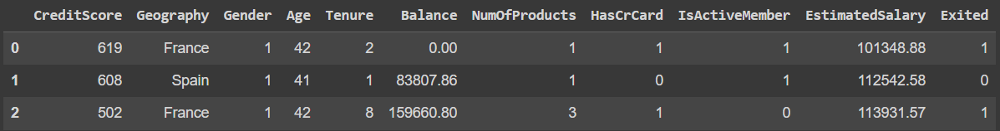 CreditScore Geography Gender Age Tenure Balance NumOfProducts HasCrCard IsActiveMember EstimatedSalary Exited
0 619 France 1 42 2 0.00 1 1 1 101348.88 1
1 608 Spain 1 41 1 83807.86 1 0 1 112542.58 0
2 502 France 1 42 8 159660.80 3 1 0 113931.57 1